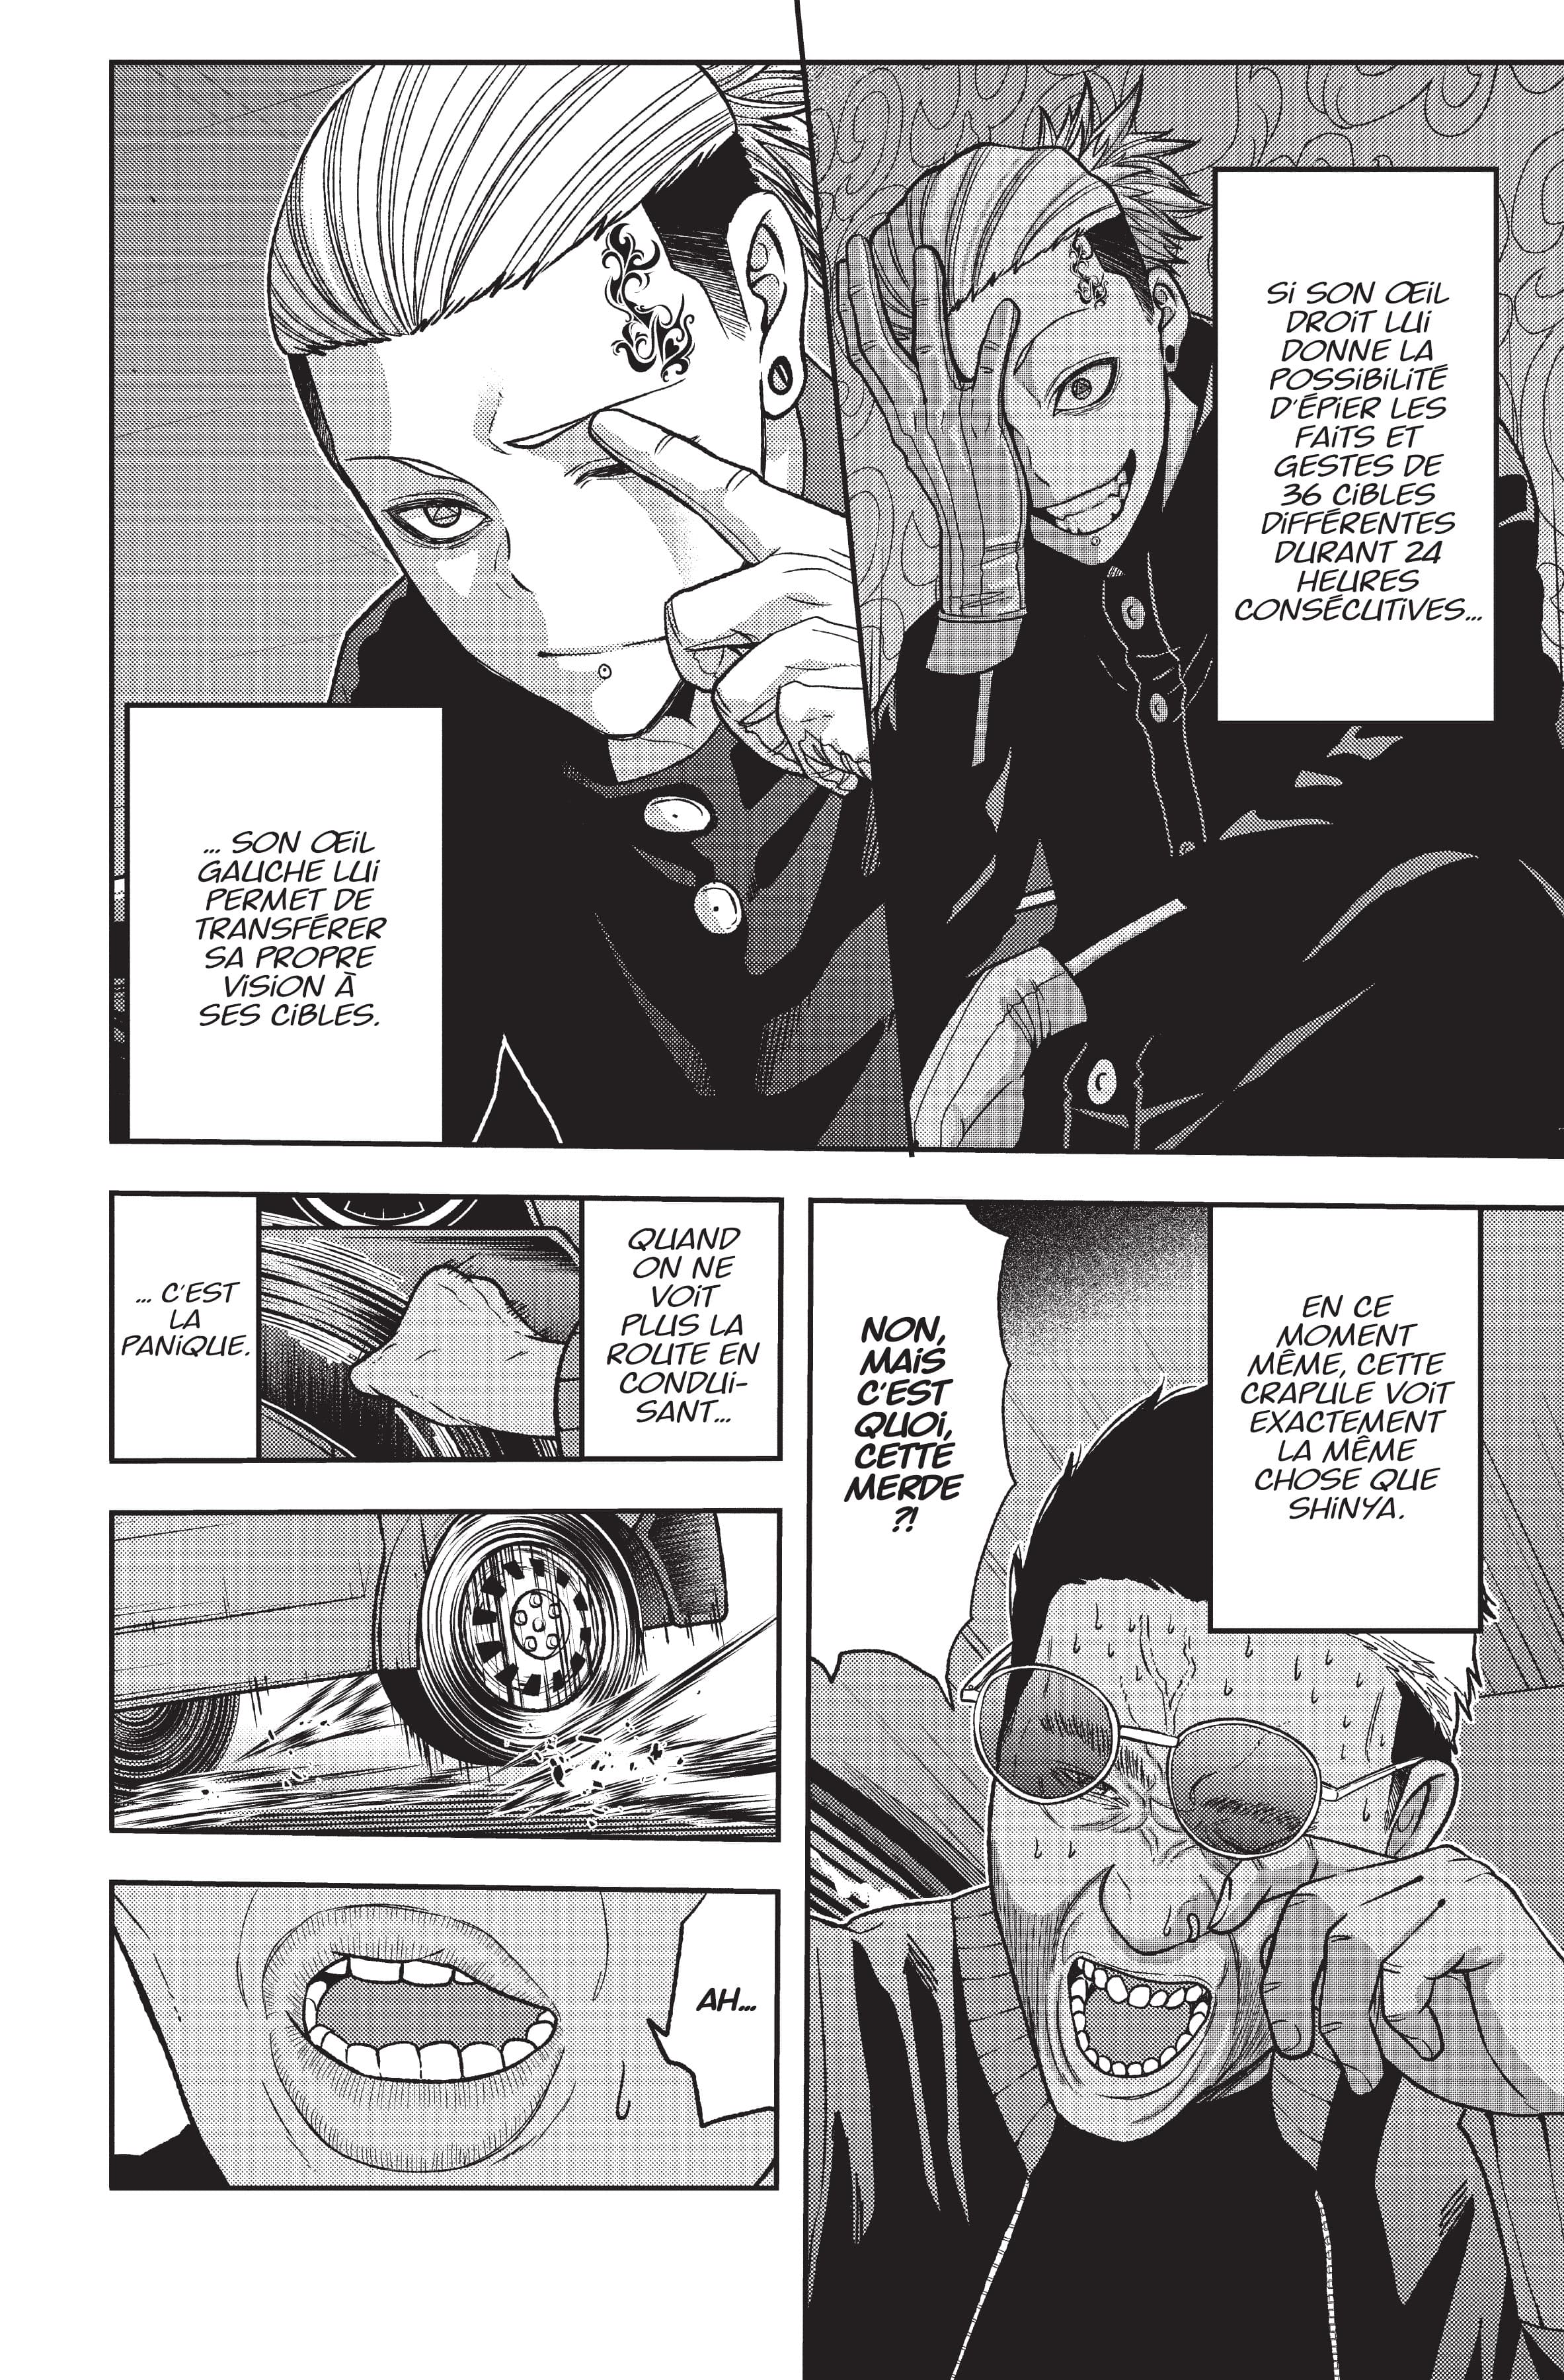 SI SON ŒIL
DROIT LUI
DONNE LA
POSSIBILITÉ
D'ÉPIER LES
FAITS ET
GESTES DE
36 CIBLES
DIFFÉRENTES
DURANT 24
HEURES
CONSÉCUTIVES...
... SON ŒIL
GAUCHE LUI
PERMET DE
TRANSFÉRER
SA PROPRE
VISION À
SES CIBLES.
EN CE
MOMENT
MÊME, CETTE
CRAPULE VOIT
EXACTEMENT
LA MÊME
CHOSE QUE
SHINYA.
NON,
MAIS
C'EST
QUOI,
CETTE
MERDE
?!
QUAND
ON NE
VOIT
PLUS LA
ROUTE EN
CONDUI-
SANT...
... C'EST
LA
PANIQUE.
AH...